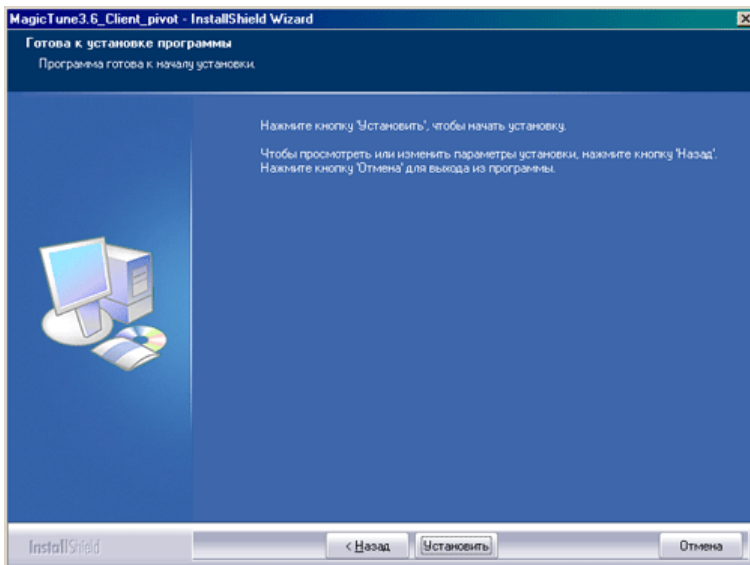 MagicTune3.6_Client_pivot - InstallShield Wizard
Готова к установке программы
Программа готова к началу установки.
Нажмите кнопку 'Установить', чтобы начать установку.
Чтобы просмотреть или изменить параметры установки, нажмите кнопку 'Назад'.
Нажмите кнопку 'Отмена' для выхода из программы.
InstallShield
< Назад
Установить
Отмена